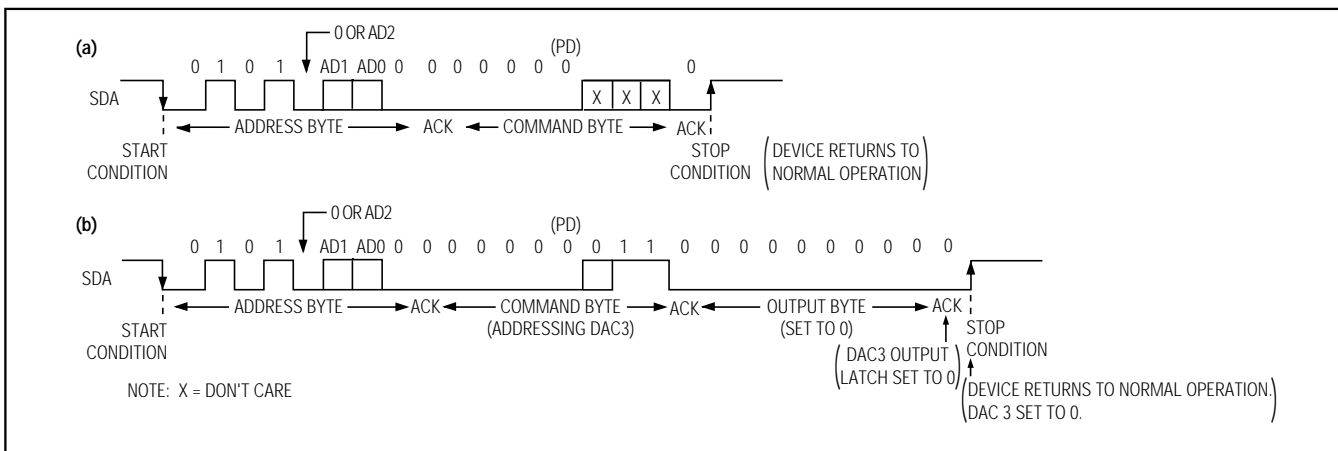 (a)
0 OR AD2
(PD)
0 1 0 1 AD1 AD0 0 0 0 0 0 0 0 0
SDA
X X X
ADDRESS BYTE ACK COMMAND BYTE ACK
START CONDITION
STOP CONDITION
(DEVICE RETURNS TO NORMAL OPERATION)
(b)
0 OR AD2
(PD)
0 1 0 1 AD1 AD0 0 0 0 0 0 0 0 0 1 1 0 0 0 0 0 0 0 0 0 0
SDA
ADDRESS BYTE ACK COMMAND BYTE ACK OUTPUT BYTE ACK
(ADDRESSING DAC3)
(SET TO 0)
START CONDITION
STOP CONDITION
(DAC3 OUTPUT LATCH SET TO 0)
NOTE: X = DON'T CARE
(DEVICE RETURNS TO NORMAL OPERATION. DAC 3 SET TO 0.)